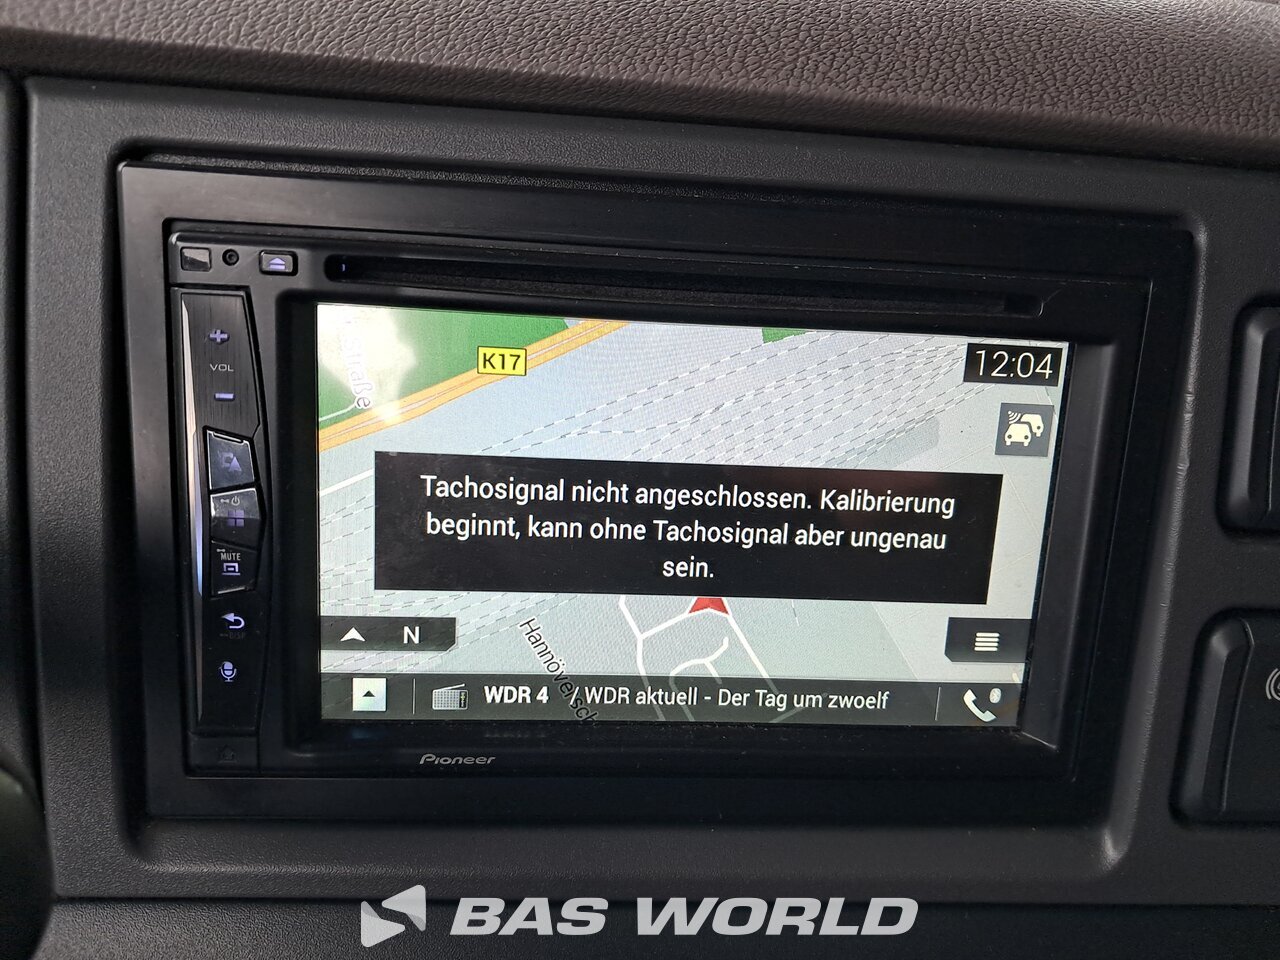 K17
12:04
VOL
Tachosignal nicht angeschlossen. Kalibrierung
beginnt, kann ohne Tachosignal aber ungenau
sein.
MUTE
DISP
N
WDR 4 / WDR aktuell - Der Tag um zwoelf
Pioneer
BAS WORLD